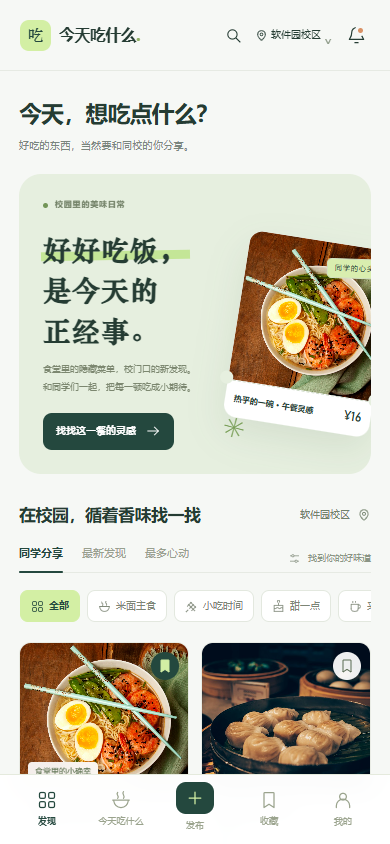 吃 今天吃什么.
软件园校区
今天，想吃点什么？
好吃的东西，当然要和同校的你分享。
校园里的美味日常
好好吃饭，
是今天的
正经事。
同学的心头
食堂里的隐藏菜单，校门口的新发现。
和同学们一起，把每一顿吃成小期待。
热乎的一碗·午餐灵感
¥16
找找这一餐的灵感
在校园，循着香味找一找
软件园校区
同学分享 最新发现 最多心动
找到你的好味道
全部 米面主食 小吃时间 甜一点
食堂里的小确幸
发现 今天吃什么 发布 收藏 我的